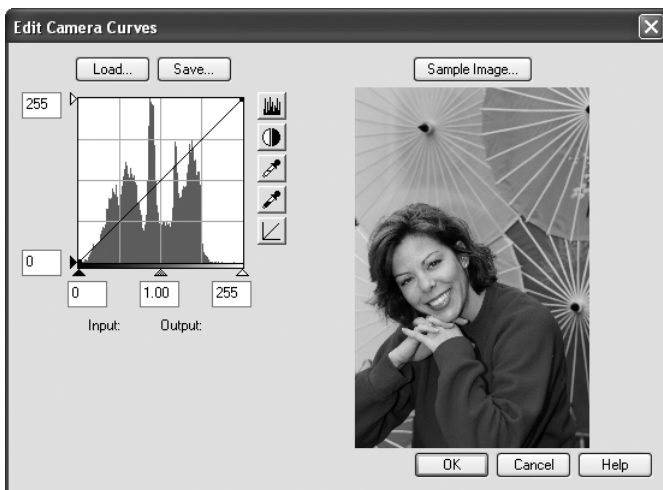 Edit Camera Curves
Load... Save... Sample Image...
255
0
0 1.00 255
Input: Output:
OK Cancel Help